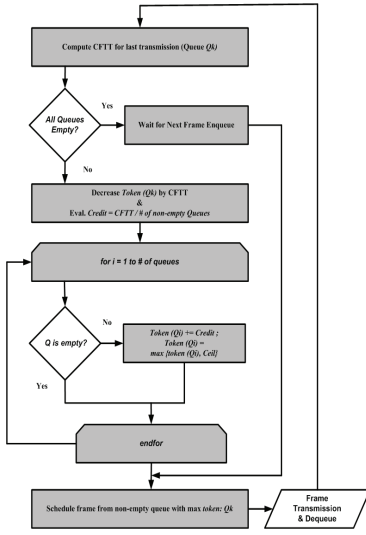 Compute CFTT for last transmission (Queue Qk)
All Queues
Empty?
Yes
Wait for Next Frame Enqueue
No
Decrease Token (Qk) by CFTT
&
Eval. Credit = CFTT / # of non-empty Queues
for i = 1 to # of queues
Q is empty?
No
Token (Qi) += Credit ;
Token (Qi) =
max [token (Qi), Ceil]
Yes
endfor
Schedule frame from non-empty queue with max token: Qk
Frame
Transmission
& Dequeue